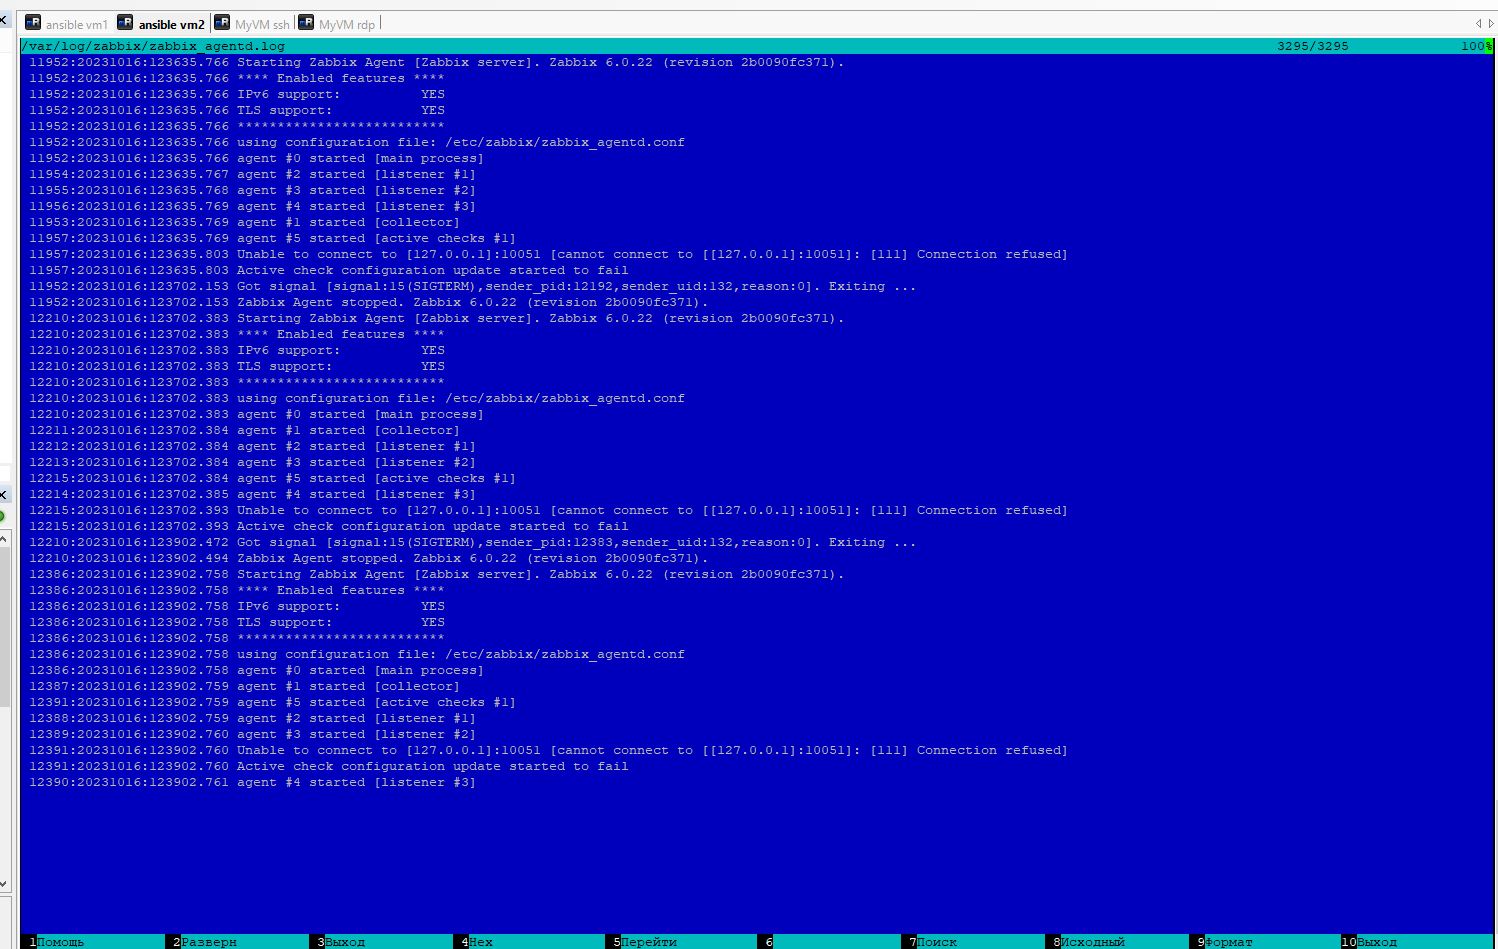 ansible vm1 ansible vm2 MyVM ssh MyVM rdp
/var/log/zabbix/zabbix_agentd.log 3295/3295 100%
11952:20231016:123635.766 Starting Zabbix Agent [Zabbix server]. Zabbix 6.0.22 (revision 2b0090fc371).
11952:20231016:123635.766 **** Enabled features ****
11952:20231016:123635.766 IPv6 support: YES
11952:20231016:123635.766 TLS support: YES
11952:20231016:123635.766 **************************
11952:20231016:123635.766 using configuration file: /etc/zabbix/zabbix_agentd.conf
11952:20231016:123635.766 agent #0 started [main process]
11954:20231016:123635.767 agent #2 started [listener #1]
11955:20231016:123635.768 agent #3 started [listener #2]
11956:20231016:123635.769 agent #4 started [listener #3]
11953:20231016:123635.769 agent #1 started [collector]
11957:20231016:123635.769 agent #5 started [active checks #1]
11957:20231016:123635.803 Unable to connect to [127.0.0.1]:10051 [cannot connect to [[127.0.0.1]:10051]: [111] Connection refused]
11957:20231016:123635.803 Active check configuration update started to fail
11952:20231016:123702.153 Got signal [signal:15(SIGTERM),sender_pid:12192,sender_uid:132,reason:0]. Exiting ...
11952:20231016:123702.153 Zabbix Agent stopped. Zabbix 6.0.22 (revision 2b0090fc371).
12210:20231016:123702.383 Starting Zabbix Agent [Zabbix server]. Zabbix 6.0.22 (revision 2b0090fc371).
12210:20231016:123702.383 **** Enabled features ****
12210:20231016:123702.383 IPv6 support: YES
12210:20231016:123702.383 TLS support: YES
12210:20231016:123702.383 **************************
12210:20231016:123702.383 using configuration file: /etc/zabbix/zabbix_agentd.conf
12210:20231016:123702.383 agent #0 started [main process]
12211:20231016:123702.384 agent #1 started [collector]
12212:20231016:123702.384 agent #2 started [listener #1]
12213:20231016:123702.384 agent #3 started [listener #2]
12215:20231016:123702.384 agent #5 started [active checks #1]
12214:20231016:123702.385 agent #4 started [listener #3]
12215:20231016:123702.393 Unable to connect to [127.0.0.1]:10051 [cannot connect to [[127.0.0.1]:10051]: [111] Connection refused]
12215:20231016:123702.393 Active check configuration update started to fail
12210:20231016:123902.472 Got signal [signal:15(SIGTERM),sender_pid:12383,sender_uid:132,reason:0]. Exiting ...
12210:20231016:123902.494 Zabbix Agent stopped. Zabbix 6.0.22 (revision 2b0090fc371).
12386:20231016:123902.758 Starting Zabbix Agent [Zabbix server]. Zabbix 6.0.22 (revision 2b0090fc371).
12386:20231016:123902.758 **** Enabled features ****
12386:20231016:123902.758 IPv6 support: YES
12386:20231016:123902.758 TLS support: YES
12386:20231016:123902.758 **************************
12386:20231016:123902.758 using configuration file: /etc/zabbix/zabbix_agentd.conf
12386:20231016:123902.758 agent #0 started [main process]
12387:20231016:123902.759 agent #1 started [collector]
12391:20231016:123902.759 agent #5 started [active checks #1]
12388:20231016:123902.759 agent #2 started [listener #1]
12389:20231016:123902.760 agent #3 started [listener #2]
12391:20231016:123902.760 Unable to connect to [127.0.0.1]:10051 [cannot connect to [[127.0.0.1]:10051]: [111] Connection refused]
12391:20231016:123902.760 Active check configuration update started to fail
12390:20231016:123902.761 agent #4 started [listener #3]
1Помощь 2Разверн 3Выход 4Hex 5Перейти 6 7Поиск 8Исходный 9Формат 10Выход